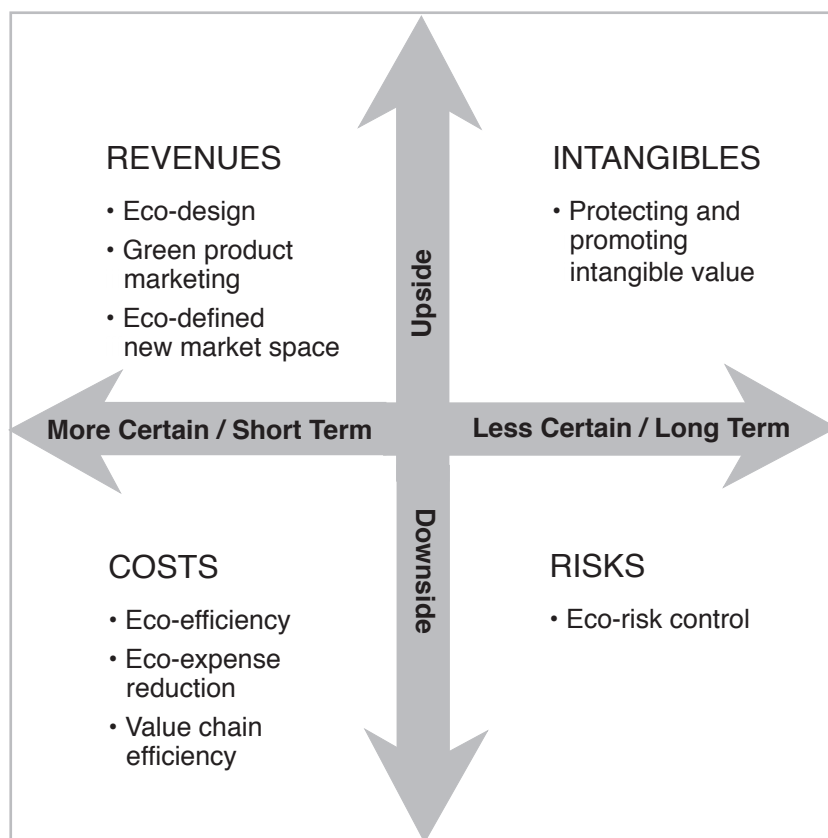 REVENUES
• Eco-design
• Green product
marketing
• Eco-defined
new market space
INTANGIBLES
• Protecting and
promoting
intangible value
Upside
More Certain / Short Term
Less Certain / Long Term
Downside
COSTS
• Eco-efficiency
• Eco-expense
reduction
• Value chain
efficiency
RISKS
• Eco-risk control